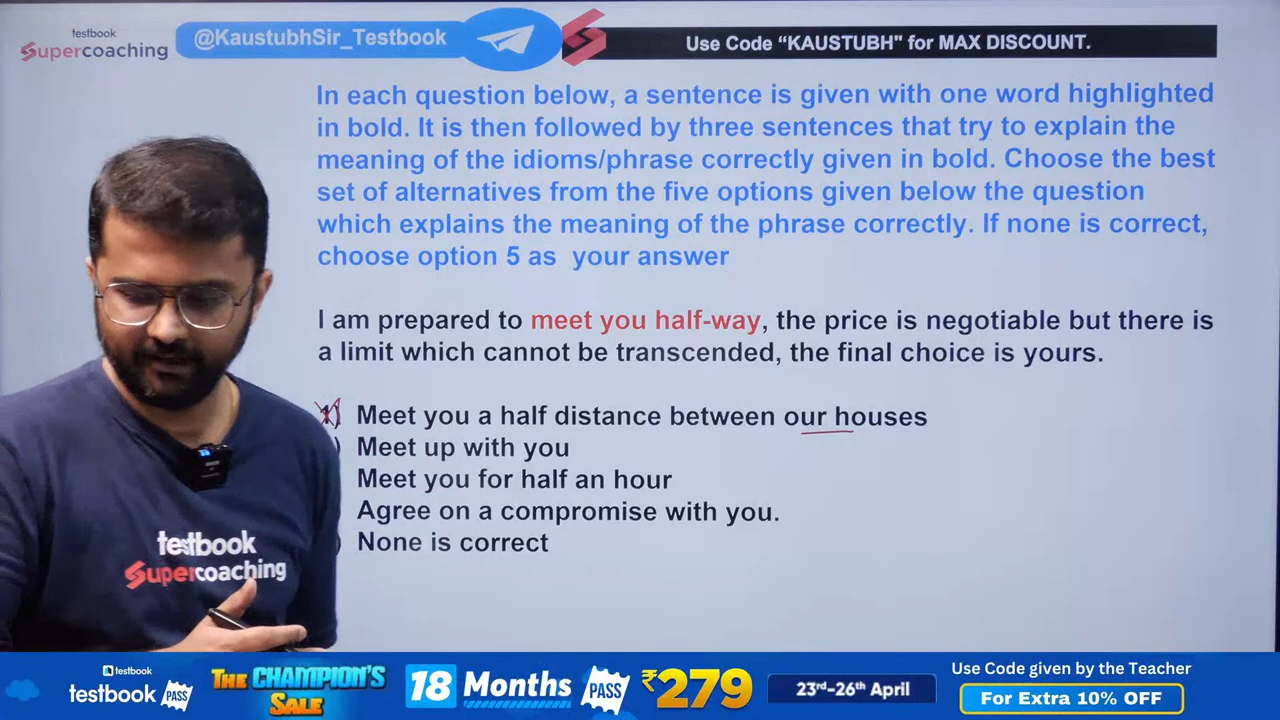 testbook
Supercoaching
@KaustubhSir_Testbook
Use Code “KAUSTUBH" for MAX DISCOUNT.
In each question below, a sentence is given with one word highlighted
in bold. It is then followed by three sentences that try to explain the
meaning of the idioms/phrase correctly given in bold. Choose the best
set of alternatives from the five options given below the question
which explains the meaning of the phrase correctly. If none is correct,
choose option 5 as your answer
I am prepared to meet you half-way, the price is negotiable but there is
a limit which cannot be transcended, the final choice is yours.
1) Meet you a half distance between our houses
) Meet up with you
Meet you for half an hour
Agree on a compromise with you.
) None is correct
testbook
Supercoaching
testbook
testbook PASS
THE CHAMPION'S
SALE
18 Months PASS ₹279
23rd-26th April
Use Code given by the Teacher
For Extra 10% OFF